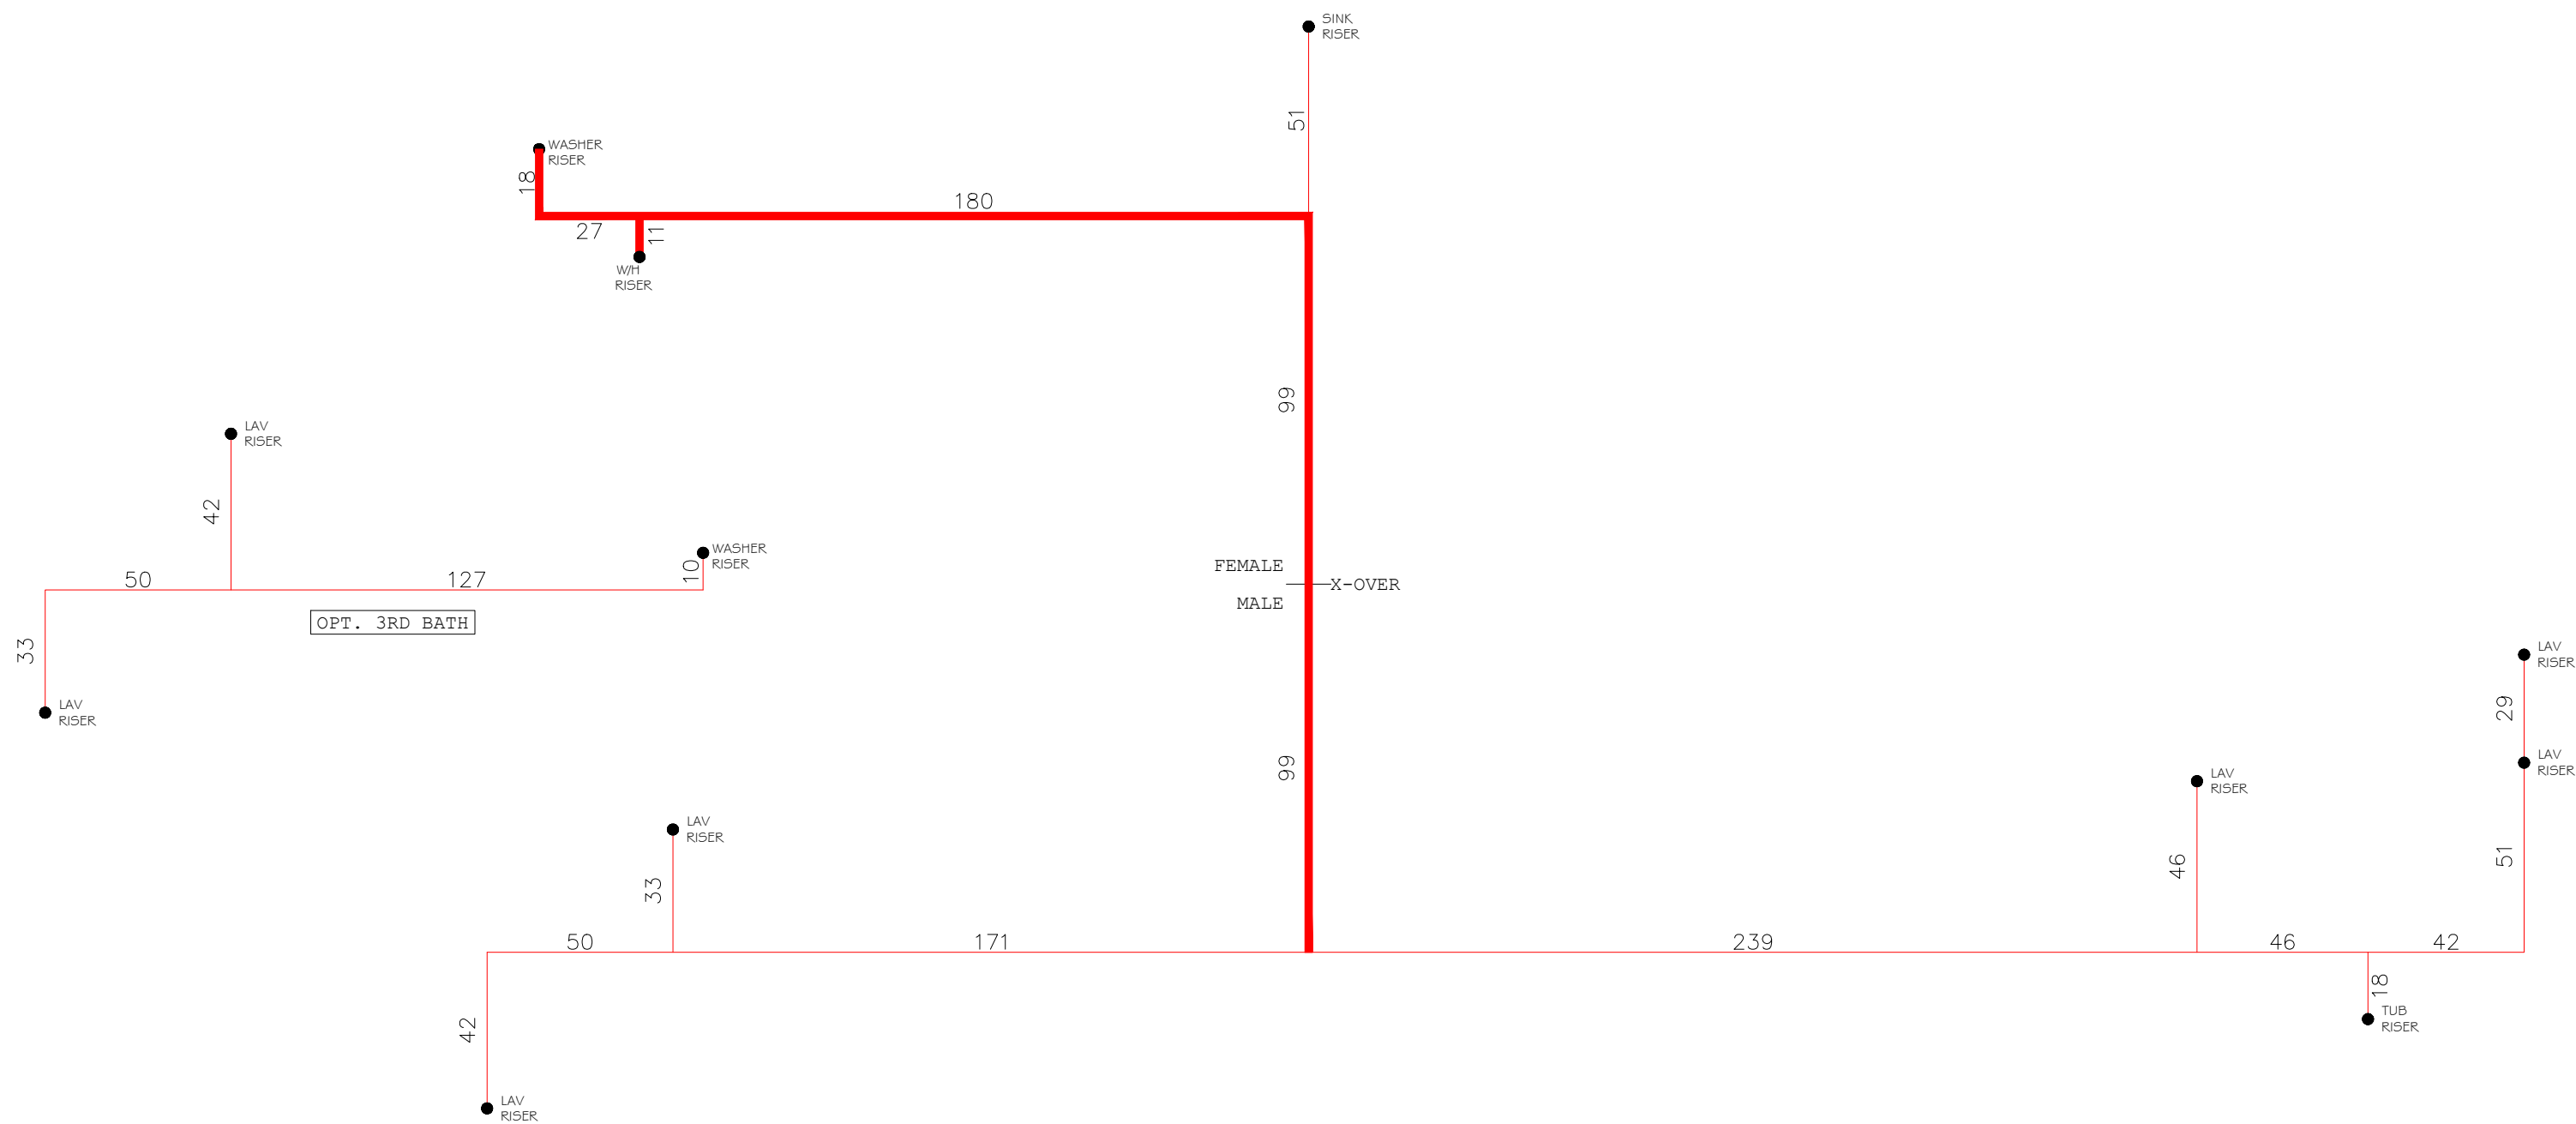 SINK
RISER
51
WASHER
RISER
18
180
27
11
W/H
RISER
99
LAV
RISER
42
WASHER
RISER
10
50
127
OPT. 3RD BATH
33
LAV
RISER
FEMALE
X-OVER
MALE
LAV
RISER
29
LAV
RISER
51
99
LAV
RISER
46
LAV
RISER
33
50
171
239
46
42
18
TUB
RISER
42
LAV
RISER